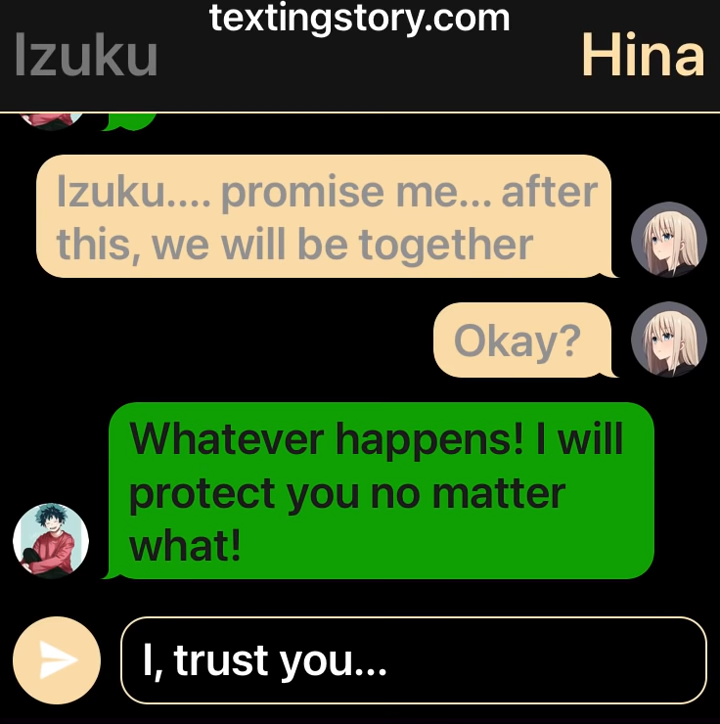 textingstory.com
Izuku
Hina
Izuku.... promise me... after
this, we will be together
Okay?
Whatever happens! I will
protect you no matter
what!
I, trust you...